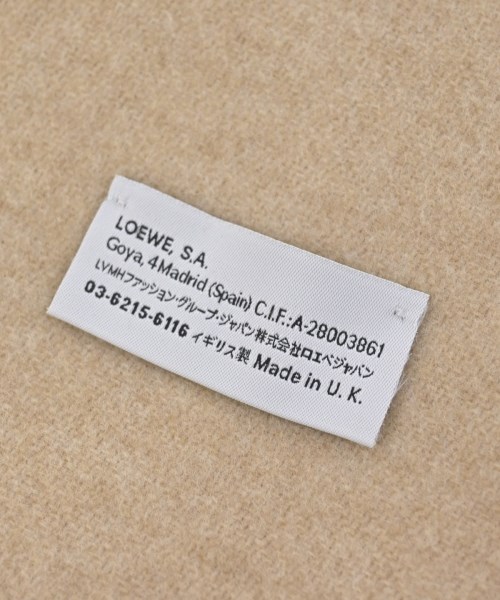 LOEWE, S.A.
Goya, 4 Madrid (Spain) C.I.F.: A-28003861
LVMHファッション・グループ・ジャパン株式会社ロエベジャパン
03-6215-6116 イギリス製 Made in U. K.